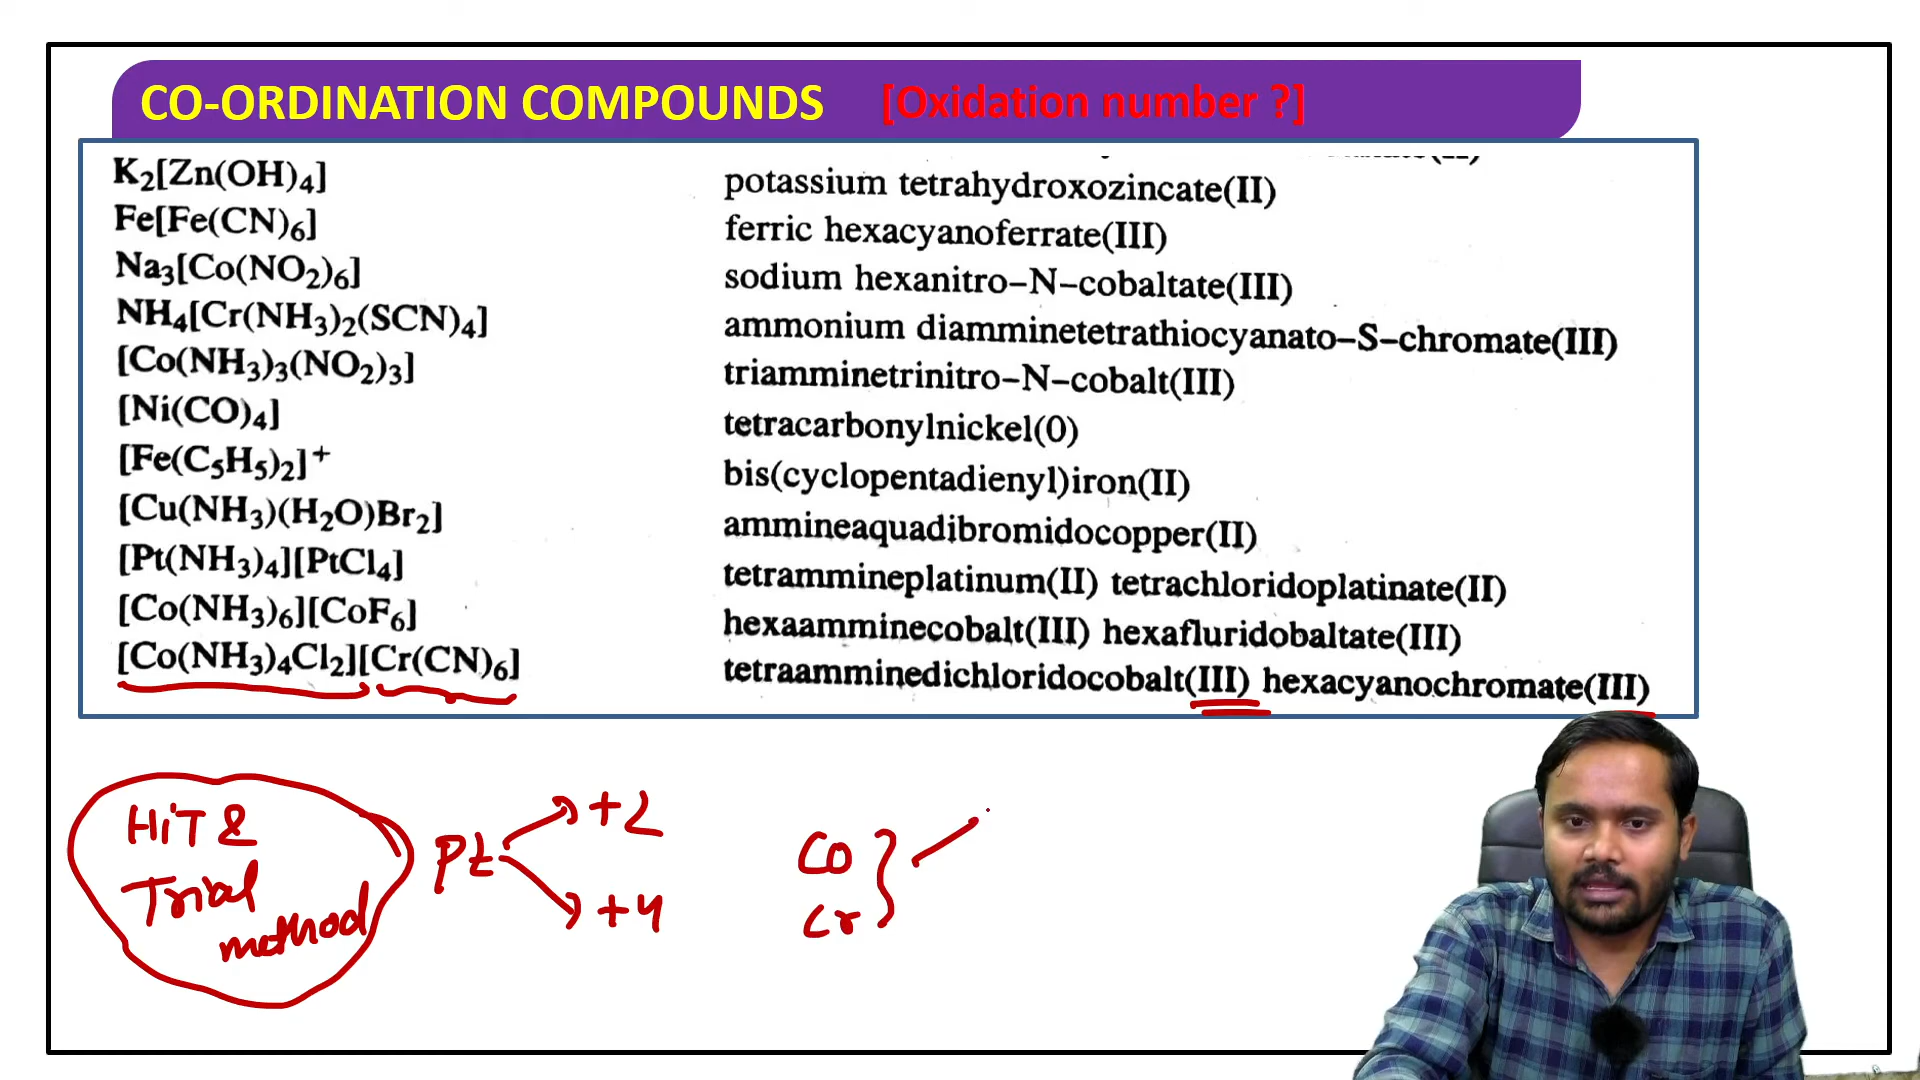 CO-ORDINATION COMPOUNDS [Oxidation number ?]
K₂[Zn(OH)₄] potassium tetrahydroxozincate(II)
Fe[Fe(CN)₆] ferric hexacyanoferrate(III)
Na₃[Co(NO₂)₆] sodium hexanitro–N–cobaltate(III)
NH₄[Cr(NH₃)₂(SCN)₄] ammonium diamminetetrathiocyanato–S–chromate(III)
[Co(NH₃)₃(NO₂)₃] triamminetrinitro–N–cobalt(III)
[Ni(CO)₄] tetracarbonylnickel(0)
[Fe(C₅H₅)₂]⁺ bis(cyclopentadienyl)iron(II)
[Cu(NH₃)(H₂O)Br₂] ammineaquadibromidocopper(II)
[Pt(NH₃)₄][PtCl₄] tetrammineplatinum(II) tetrachloridoplatinate(II)
[Co(NH₃)₆][CoF₆] hexaamminecobalt(III) hexafluridobaltate(III)
[Co(NH₃)₄Cl₂][Cr(CN)₆] tetraamminedichloridocobalt(III) hexacyanochromate(III)
HiT &
Trial
method
Pt
+2
+4
Co
Cr